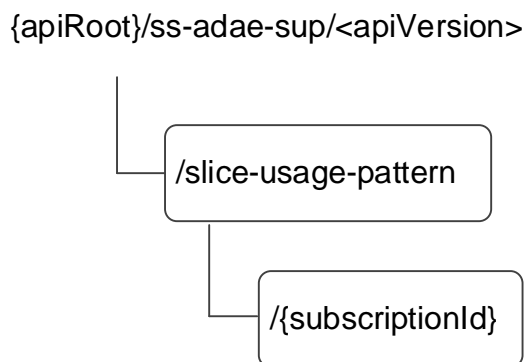 {apiRoot}/ss-adae-sup/<apiVersion>
/slice-usage-pattern
/{subscriptionId}